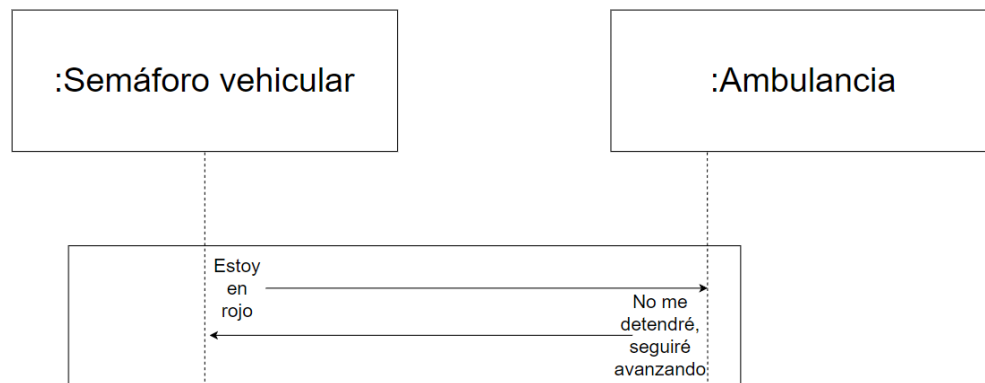 :Semáforo vehicular
:Ambulancia
Estoy
en
rojo
No me
detendré,
seguiré
avanzando